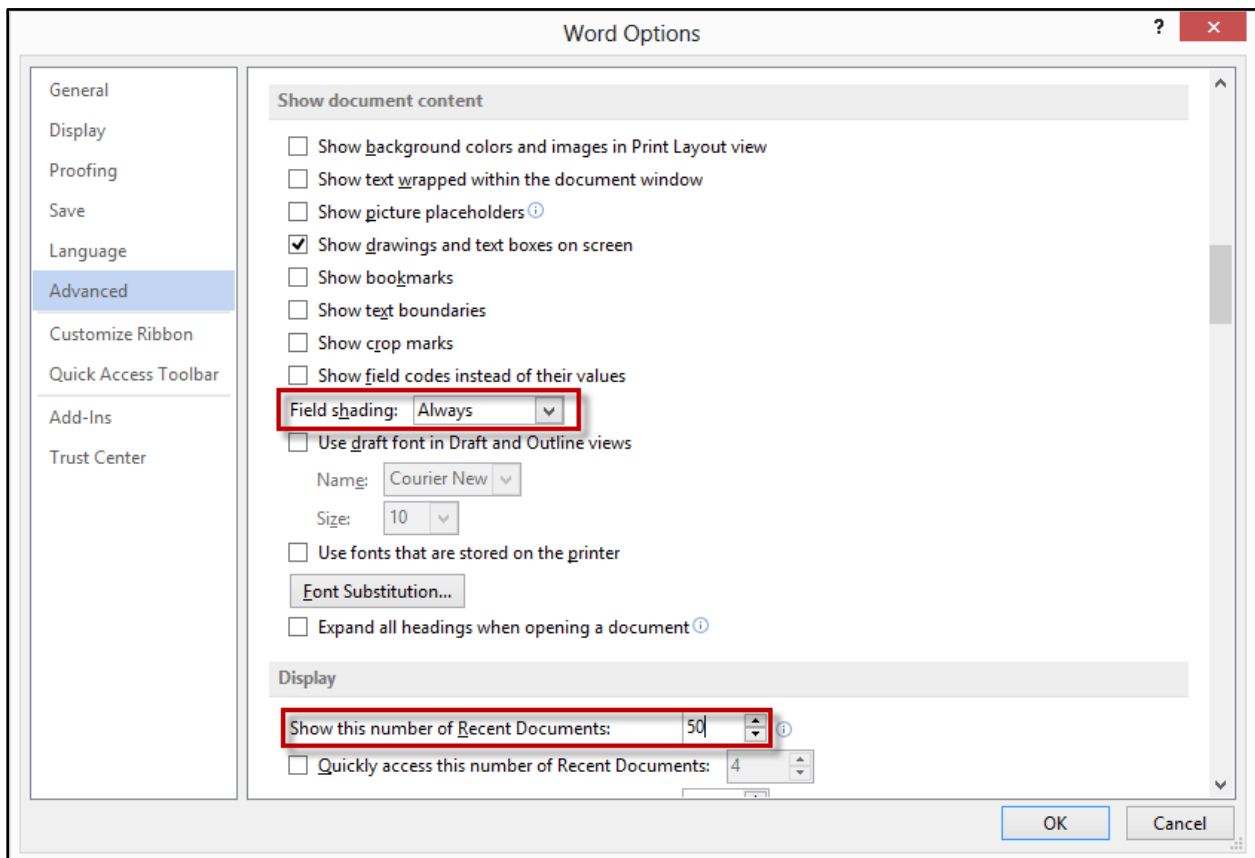 Word Options
?
General
Display
Proofing
Save
Language
Advanced
Customize Ribbon
Quick Access Toolbar
Add-Ins
Trust Center
Show document content
Show background colors and images in Print Layout view
Show text wrapped within the document window
Show picture placeholders
Show drawings and text boxes on screen
Show bookmarks
Show text boundaries
Show crop marks
Show field codes instead of their values
Field shading: Always
Use draft font in Draft and Outline views
Name: Courier New
Size: 10
Use fonts that are stored on the printer
Font Substitution...
Expand all headings when opening a document
Display
Show this number of Recent Documents: 50
Quickly access this number of Recent Documents: 4
OK Cancel